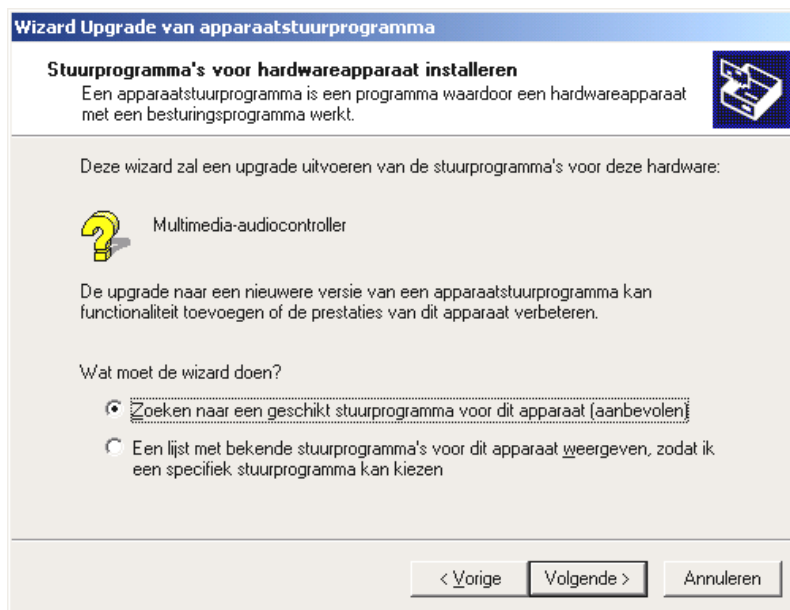 Wizard Upgrade van apparaatstuurprogramma
Stuurprogramma's voor hardwareapparaat installeren
Een apparaatstuurprogramma is een programma waardoor een hardwareapparaat
met een besturingsprogramma werkt.
Deze wizard zal een upgrade uitvoeren van de stuurprogramma's voor deze hardware:
Multimedia-audiocontroller
De upgrade naar een nieuwere versie van een apparaatstuurprogramma kan
functionaliteit toevoegen of de prestaties van dit apparaat verbeteren.
Wat moet de wizard doen?
Zoeken naar een geschikt stuurprogramma voor dit apparaat (aanbevolen)
Een lijst met bekende stuurprogramma's voor dit apparaat weergeven, zodat ik
een specifiek stuurprogramma kan kiezen
< Vorige Volgende > Annuleren